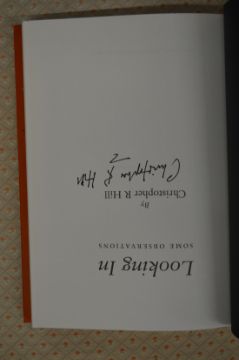 Looking In
SOME OBSERVATIONS
By
Christopher R Hill
Christopher R Hill